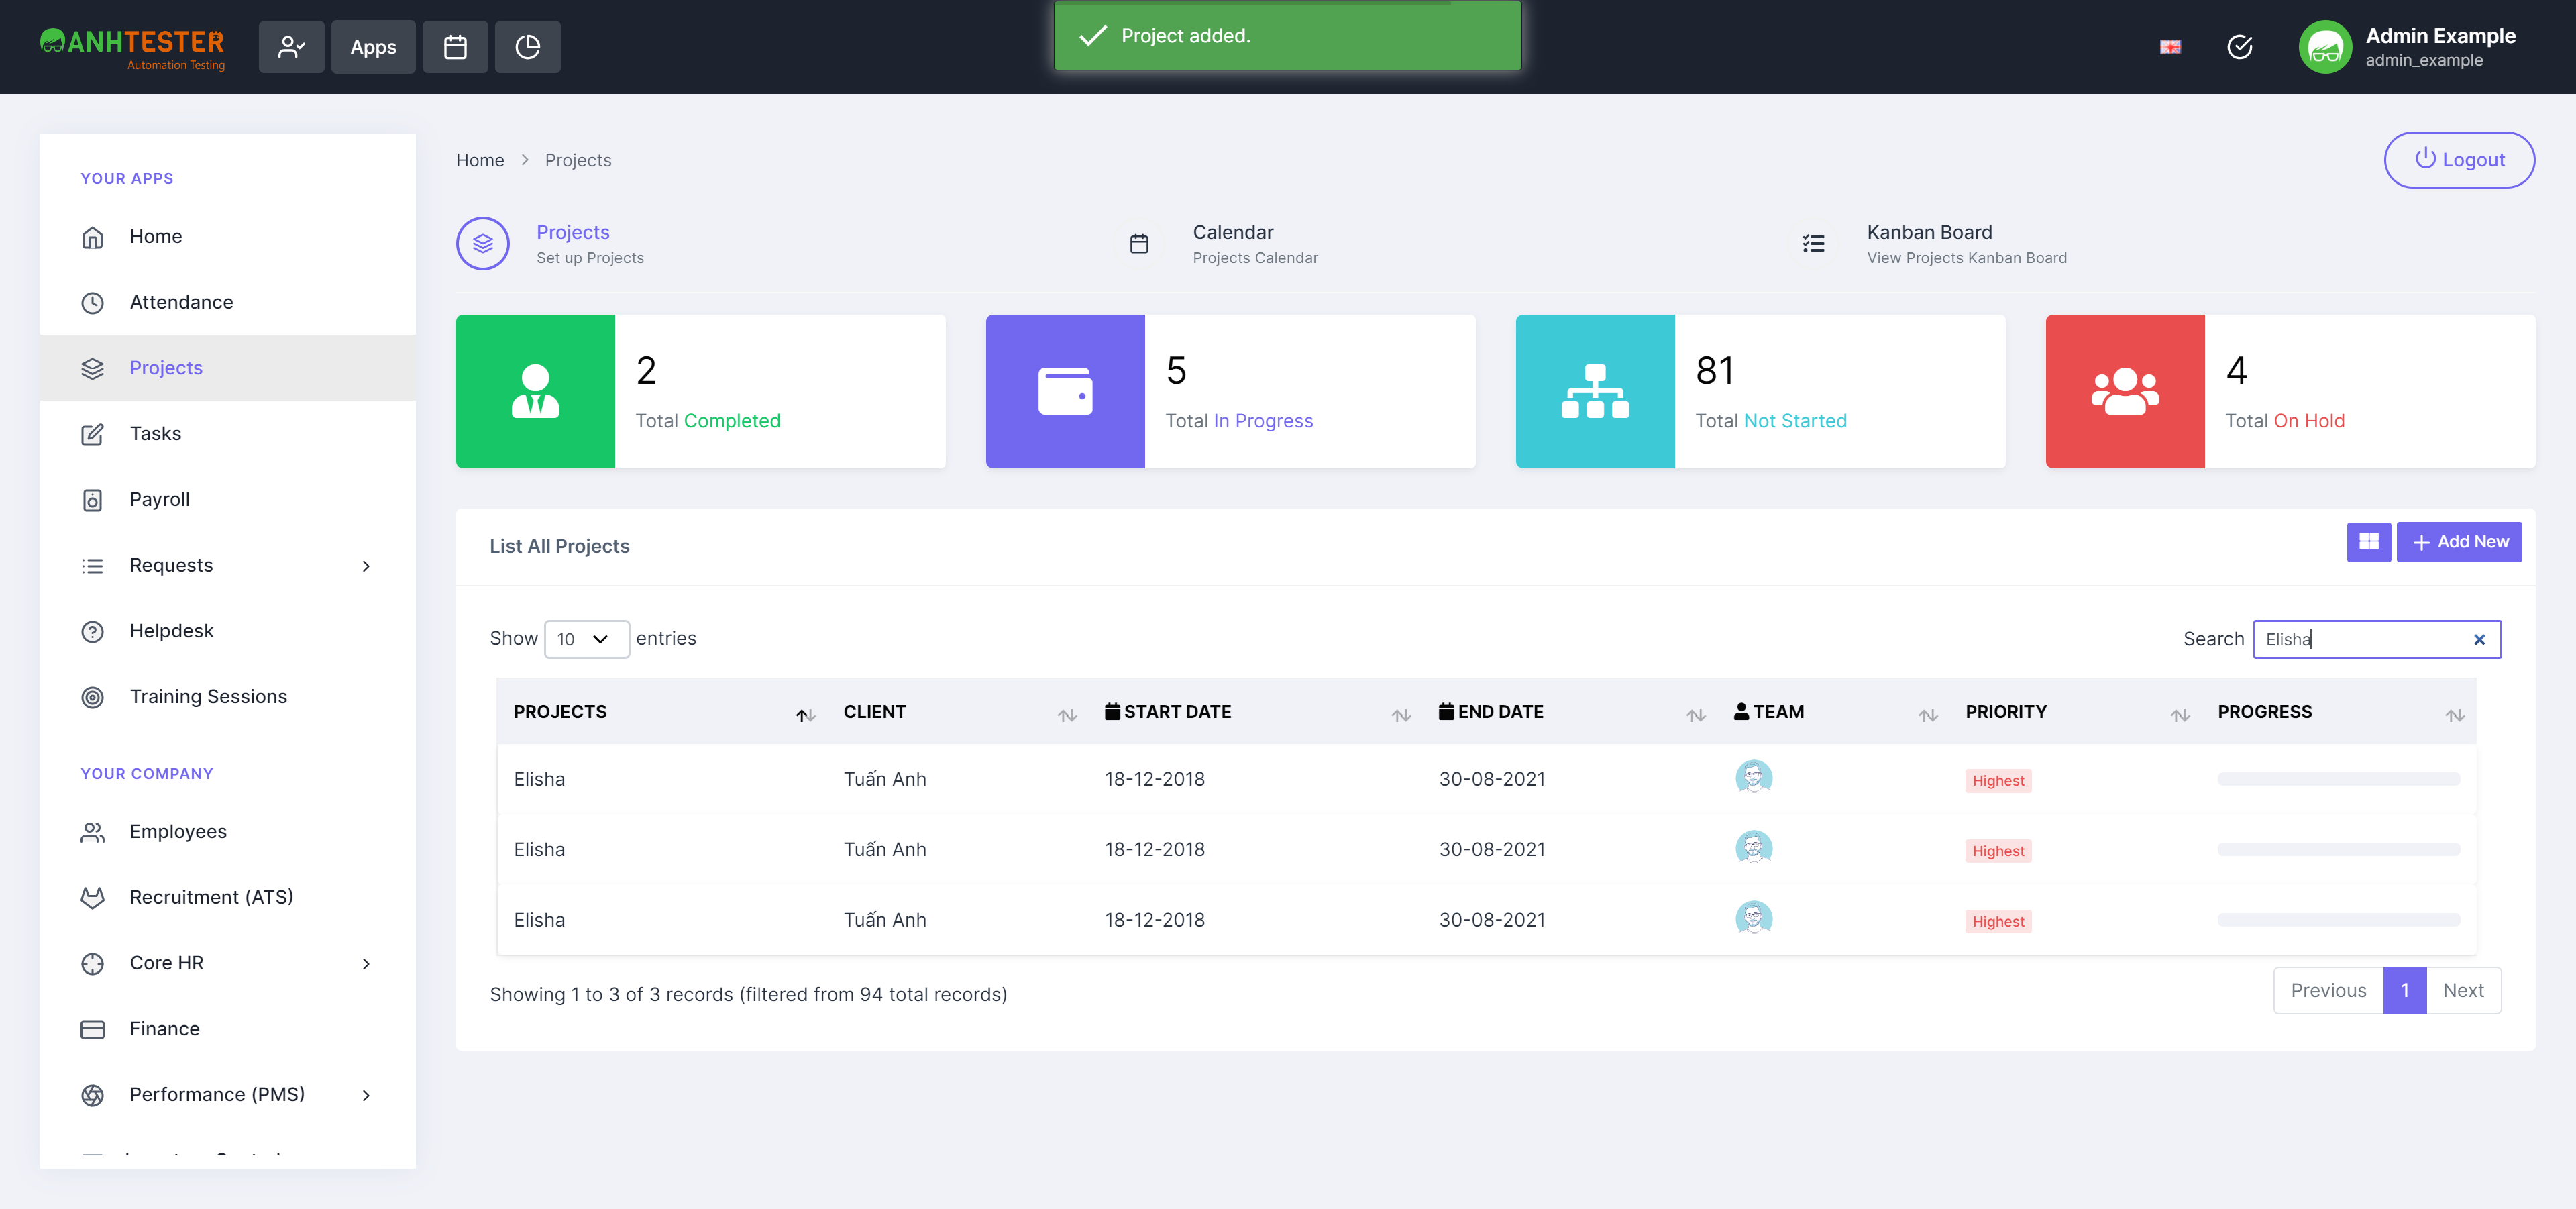 ANHTESTER
Automation Testing
Apps
Project added.
Admin Example
admin_example
YOUR APPS
Home
Attendance
Projects
Tasks
Payroll
Requests
Helpdesk
Training Sessions
YOUR COMPANY
Employees
Recruitment (ATS)
Core HR
Finance
Performance (PMS)
Home > Projects
Logout
Projects
Set up Projects
Calendar
Projects Calendar
Kanban Board
View Projects Kanban Board
2
Total Completed
5
Total In Progress
81
Total Not Started
4
Total On Hold
List All Projects
Add New
Show 10 entries
Search Elisha
PROJECTS CLIENT START DATE END DATE TEAM PRIORITY PROGRESS
Elisha Tuấn Anh 18-12-2018 30-08-2021 Highest
Elisha Tuấn Anh 18-12-2018 30-08-2021 Highest
Elisha Tuấn Anh 18-12-2018 30-08-2021 Highest
Showing 1 to 3 of 3 records (filtered from 94 total records)
Previous 1 Next